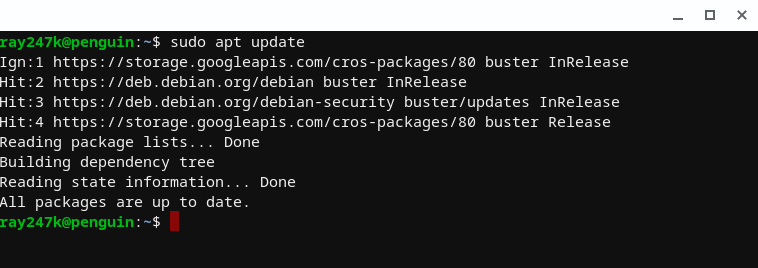 ray247k@penguin:~$ sudo apt update
Ign:1 https://storage.googleapis.com/cros-packages/80 buster InRelease
Hit:2 https://deb.debian.org/debian buster InRelease
Hit:3 https://deb.debian.org/debian-security buster/updates InRelease
Hit:4 https://storage.googleapis.com/cros-packages/80 buster Release
Reading package lists... Done
Building dependency tree
Reading state information... Done
All packages are up to date.
ray247k@penguin:~$